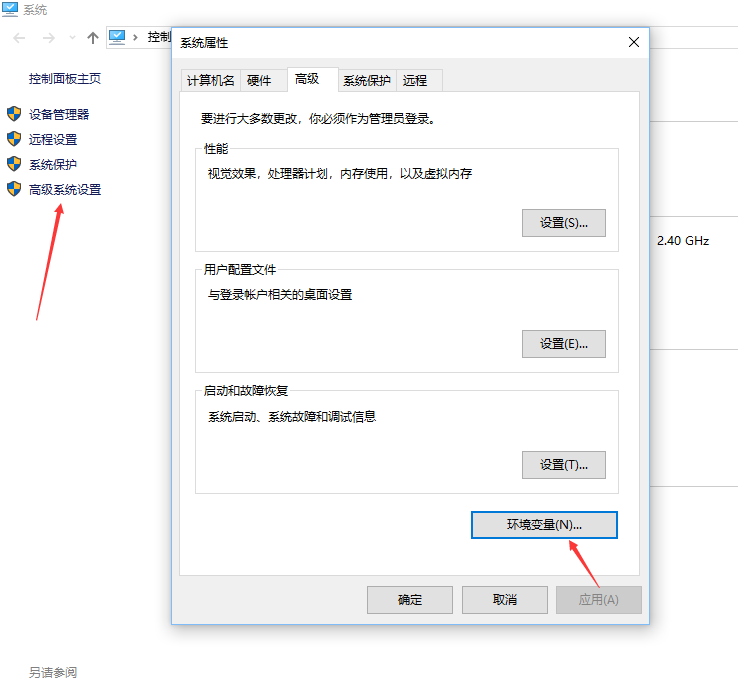 系统
控制
控制面板主页
设备管理器
远程设置
系统保护
高级系统设置
系统属性
计算机名 硬件 高级 系统保护 远程
要进行大多数更改，你必须作为管理员登录。
性能
视觉效果，处理器计划，内存使用，以及虚拟内存
设置(S)...
2.40 GHz
用户配置文件
与登录帐户相关的桌面设置
设置(E)...
启动和故障恢复
系统启动、系统故障和调试信息
设置(T)...
环境变量(N)...
确定 取消 应用(A)
另请参阅